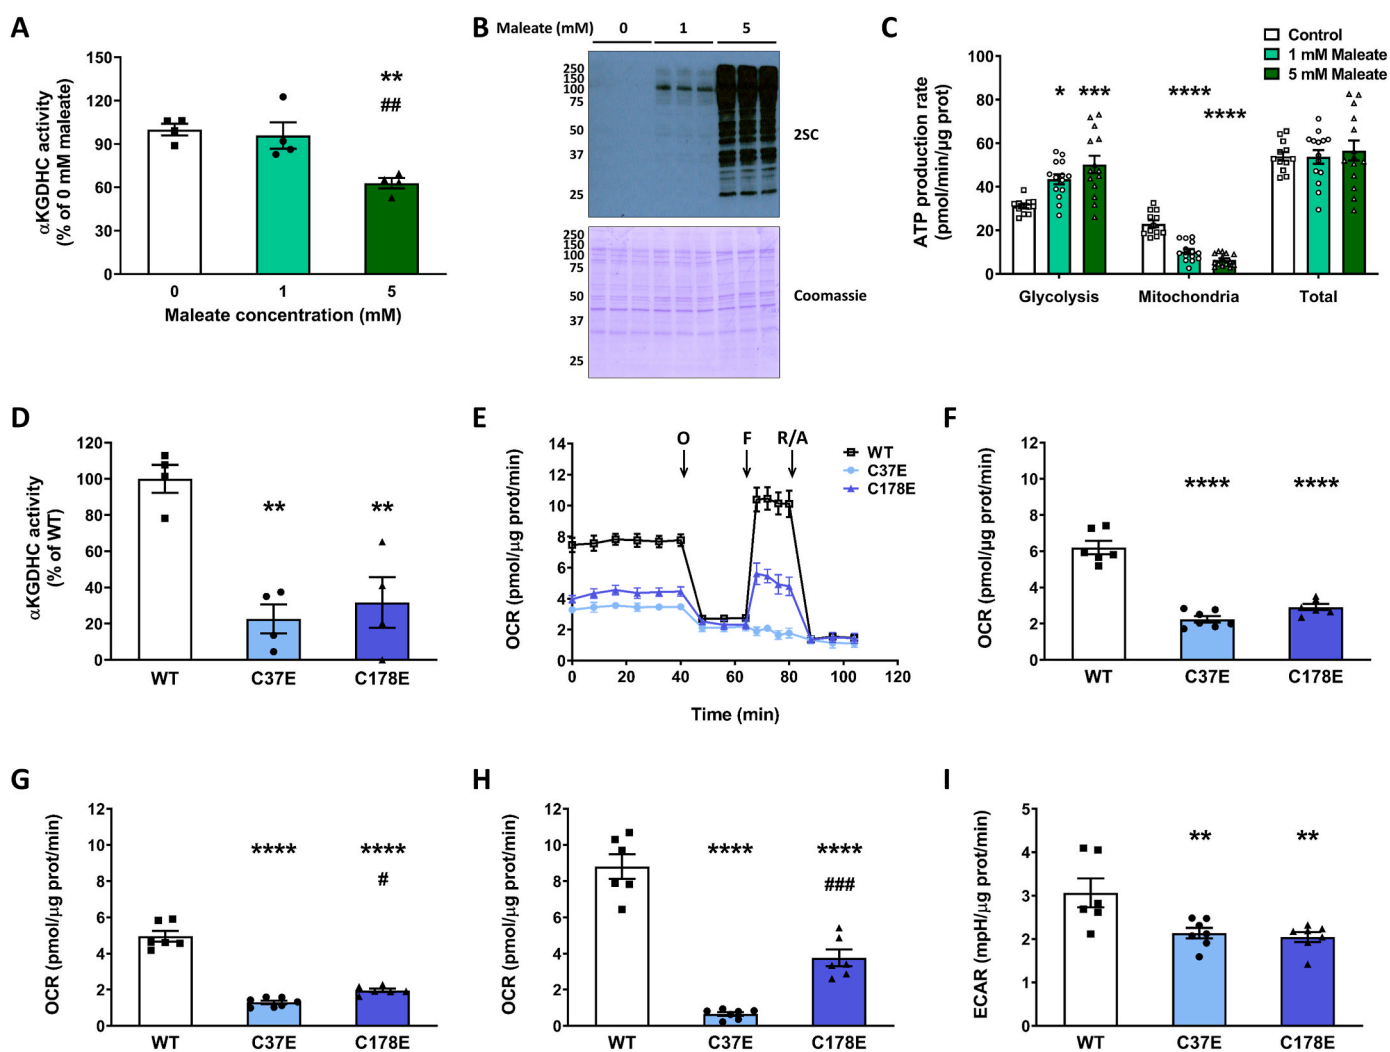 A
αKGDHC activity
(% of 0 mM maleate)
150
120
90
60
30
0
**
##
0 1 5
Maleate concentration (mM)
B
Maleate (mM) 0 1 5
250
150
100
75
50
37
25
2SC
250
150
100
75
50
37
25
Coomassie
C
Control
1 mM Maleate
5 mM Maleate
ATP production rate
(pmol/min/µg prot)
100
80
60
40
20
0
* *** **** ****
Glycolysis Mitochondria Total
D
αKGDHC activity
(% of WT)
120
100
80
60
40
20
0
** **
WT C37E C178E
E
OCR (pmol/µg prot/min)
14
12
10
8
6
4
2
0
O F R/A
WT
C37E
C178E
0 20 40 60 80 100 120
Time (min)
F
OCR (pmol/µg prot/min)
12
10
8
6
4
2
0
**** ****
WT C37E C178E
G
OCR (pmol/µg prot/min)
12
10
8
6
4
2
0
**** ****
#
WT C37E C178E
H
OCR (pmol/µg prot/min)
12
10
8
6
4
2
0
**** ****
###
WT C37E C178E
I
ECAR (mpH/µg prot/min)
5
4
3
2
1
0
** **
WT C37E C178E